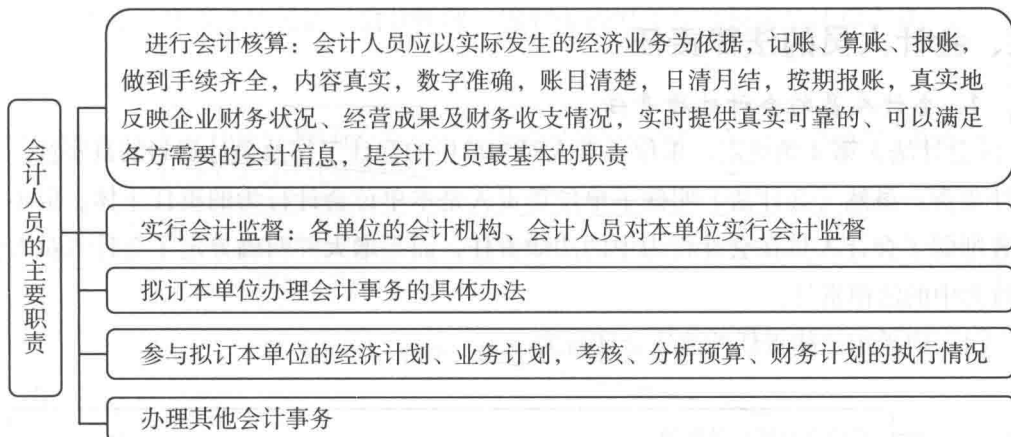 会计人员的主要职责
进行会计核算：会计人员应以实际发生的经济业务为依据，记账、算账、报账，
做到手续齐全，内容真实，数字准确，账目清楚，日清月结，按期报账，真实地
反映企业财务状况、经营成果及财务收支情况，实时提供真实可靠的、可以满足
各方需要的会计信息，是会计人员最基本的职责
实行会计监督：各单位的会计机构、会计人员对本单位实行会计监督
拟订本单位办理会计事务的具体办法
参与拟订本单位的经济计划、业务计划，考核、分析预算、财务计划的执行情况
办理其他会计事务